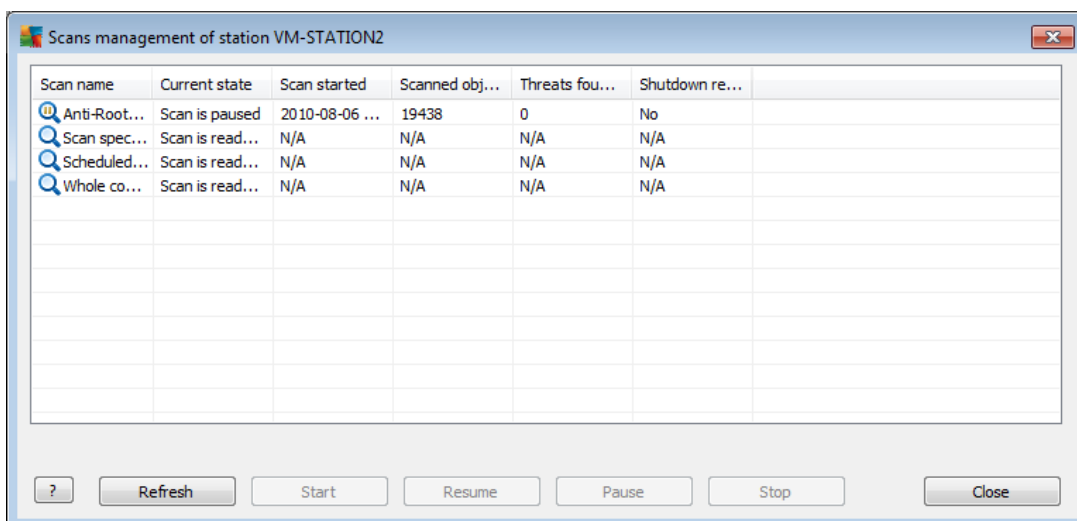 Scans management of station VM-STATION2
Scan name Current state Scan started Scanned obj... Threats fou... Shutdown re...
Anti-Root... Scan is paused 2010-08-06 ... 19438 0 No
Scan spec... Scan is read... N/A N/A N/A N/A
Scheduled... Scan is read... N/A N/A N/A N/A
Whole co... Scan is read... N/A N/A N/A N/A
? Refresh Start Resume Pause Stop Close